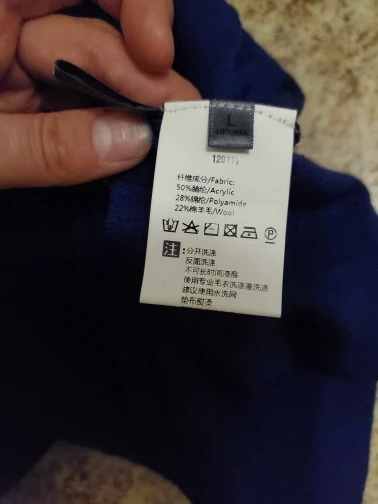 L
纤维成分/Fabric:
50%腈纶/Acrylic
28%锦纶/Polyamide
22%绵羊毛/Wool
注:分开洗涤
反面洗涤
不可长时间浸泡
使用专业毛衣洗涤液洗涤
建议使用水洗网
垫布熨烫